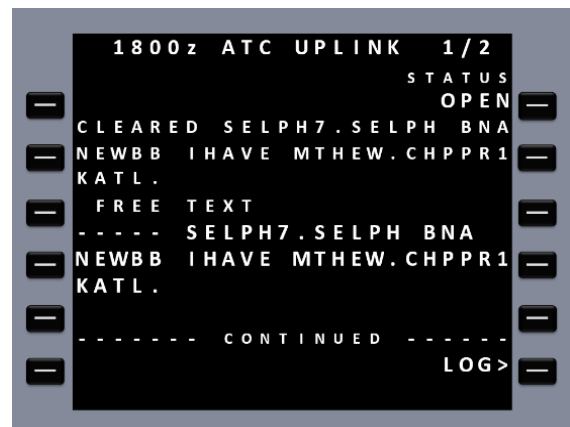 1800z ATC UPLINK 1/2
STATUS
OPEN
CLEARED SELPH7.SELPH BNA
NEWBB IHAVE MTHEW.CHPPR1
KATL.
FREE TEXT
----- SELPH7.SELPH BNA
NEWBB IHAVE MTHEW.CHPPR1
KATL.
------- CONTINUED ------
LOG>